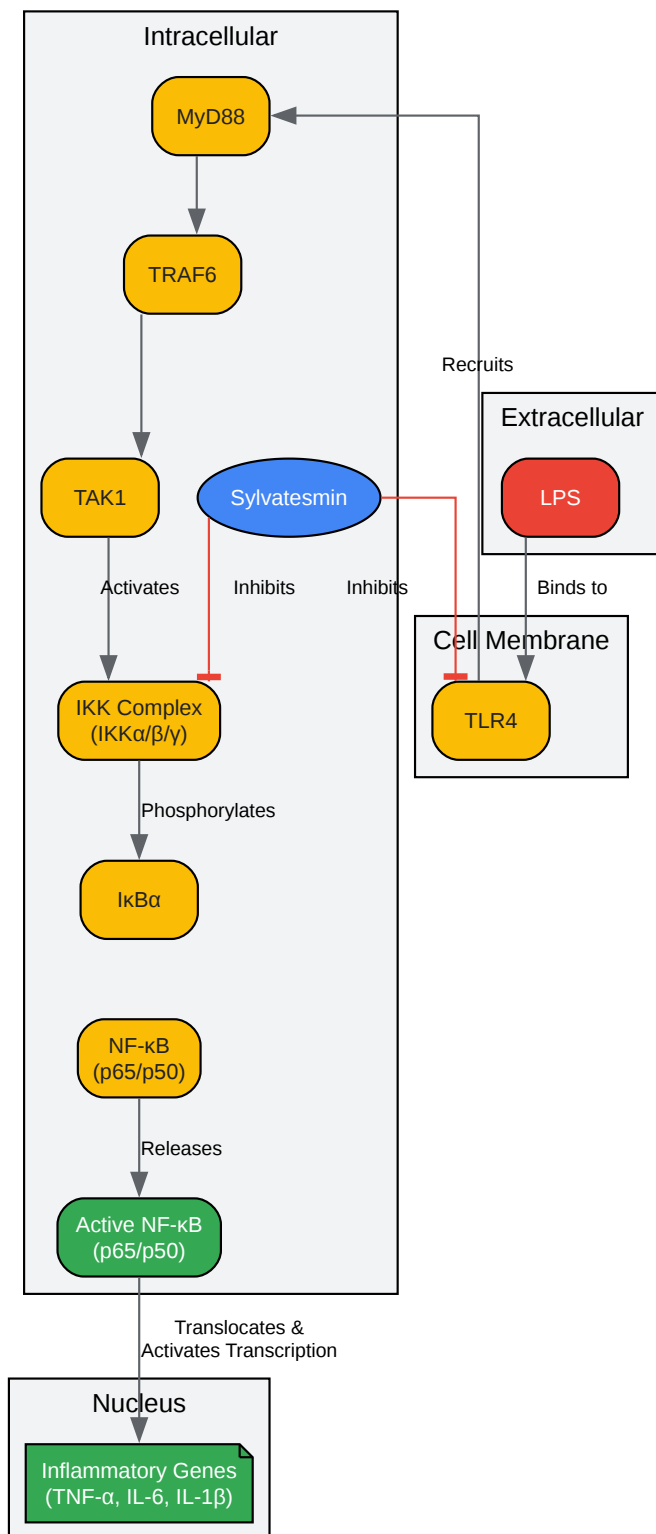 Intracellular
MyD88
TRAF6
Recruits
Extracellular
TAK1
Sylvatesmin
LPS
Activates
Inhibits
Inhibits
Binds to
Cell Membrane
IKK Complex
(IKKα/β/γ)
TLR4
Phosphorylates
IκBα
NF-κB
(p65/p50)
Releases
Active NF-κB
(p65/p50)
Translocates &
Activates Transcription
Nucleus
Inflammatory Genes
(TNF-α, IL-6, IL-1β)